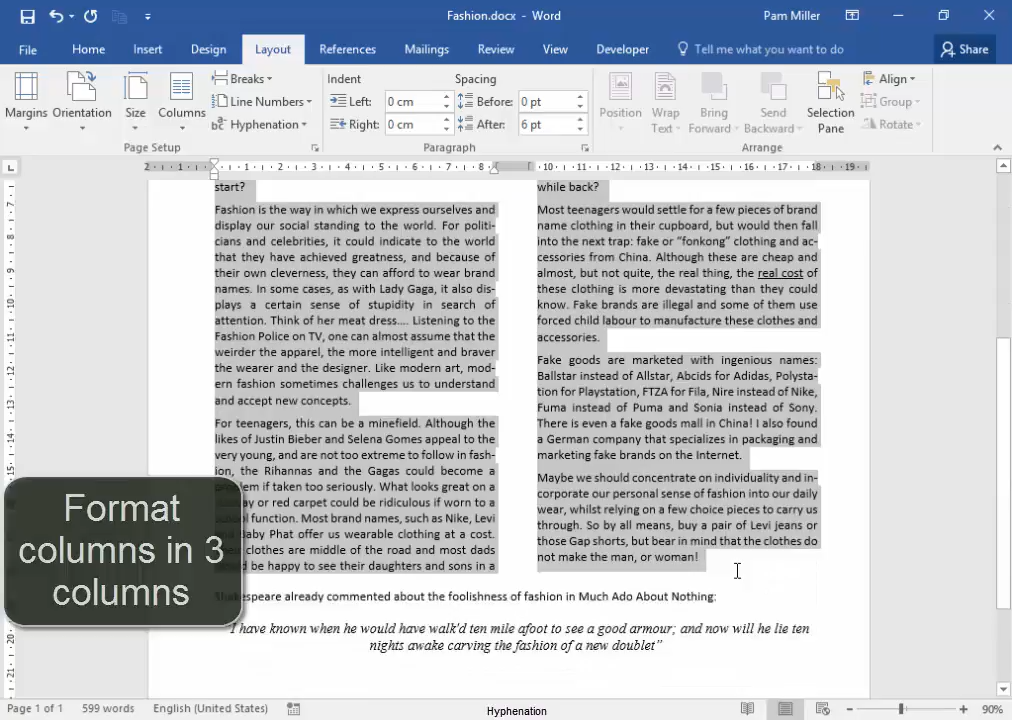 Fashion.docx - Word
Pam Miller
File Home Insert Design Layout References Mailings Review View Developer Tell me what you want to do Share
Margins Orientation Size Columns
Breaks
Line Numbers
Hyphenation
Page Setup
Indent Spacing
Left: 0 cm Before: 0 pt
Right: 0 cm After: 6 pt
Paragraph
Position Wrap Text Bring Forward Send Backward Selection Pane
Align
Group
Rotate
Arrange
2 1 1 2 3 4 5 6 7 8 10 11 12 13 14 15 16 17 18 19
start?
Fashion is the way in which we express ourselves and
display our social standing to the world. For politi-
cians and celebrities, it could indicate to the world
that they have achieved greatness, and because of
their own cleverness, they can afford to wear brand
names. In some cases, as with Lady Gaga, it also dis-
plays a certain sense of stupidity in search of
attention. Think of her meat dress.... Listening to the
Fashion Police on TV, one can almost assume that the
weirder the apparel, the more intelligent and braver
the wearer and the designer. Like modern art, mod-
ern fashion sometimes challenges us to understand
and accept new concepts.
For teenagers, this can be a minefield. Although the
likes of Justin Bieber and Selena Gomes appeal to the
very young, and are not too extreme to follow in fash-
ion, the Rihannas and the Gagas could become a
problem if taken too seriously. What looks great on a
or red carpet could be ridiculous if worn to a
function. Most brand names, such as Nike, Levi
Baby Phat offer us wearable clothing at a cost.
clothes are middle of the road and most dads
be happy to see their daughters and sons in a
while back?
Most teenagers would settle for a few pieces of brand
name clothing in their cupboard, but would then fall
into the next trap: fake or “fonkong” clothing and ac-
cessories from China. Although these are cheap and
almost, but not quite, the real thing, the real cost of
these clothing is more devastating than they could
know. Fake brands are illegal and some of them use
forced child labour to manufacture these clothes and
accessories.
Fake goods are marketed with ingenious names:
Ballstar instead of Allstar, Abcids for Adidas, Polysta-
tion for Playstation, FTZA for Fila, Nire instead of Nike,
Fuma instead of Puma and Sonia instead of Sony.
There is even a fake goods mall in China! I also found
a German company that specializes in packaging and
marketing fake brands on the Internet.
Maybe we should concentrate on individuality and in-
corporate our personal sense of fashion into our daily
wear, whilst relying on a few choice pieces to carry us
through. So by all means, buy a pair of Levi jeans or
those Gap shorts, but bear in mind that the clothes do
not make the man, or woman!
Shakespeare already commented about the foolishness of fashion in Much Ado About Nothing:
“I have known when he would have walk'd ten mile afoot to see a good armour; and now will he lie ten
nights awake carving the fashion of a new doublet”
Format
columns in 3
columns
Page 1 of 1 599 words English (United States) Hyphenation 90%